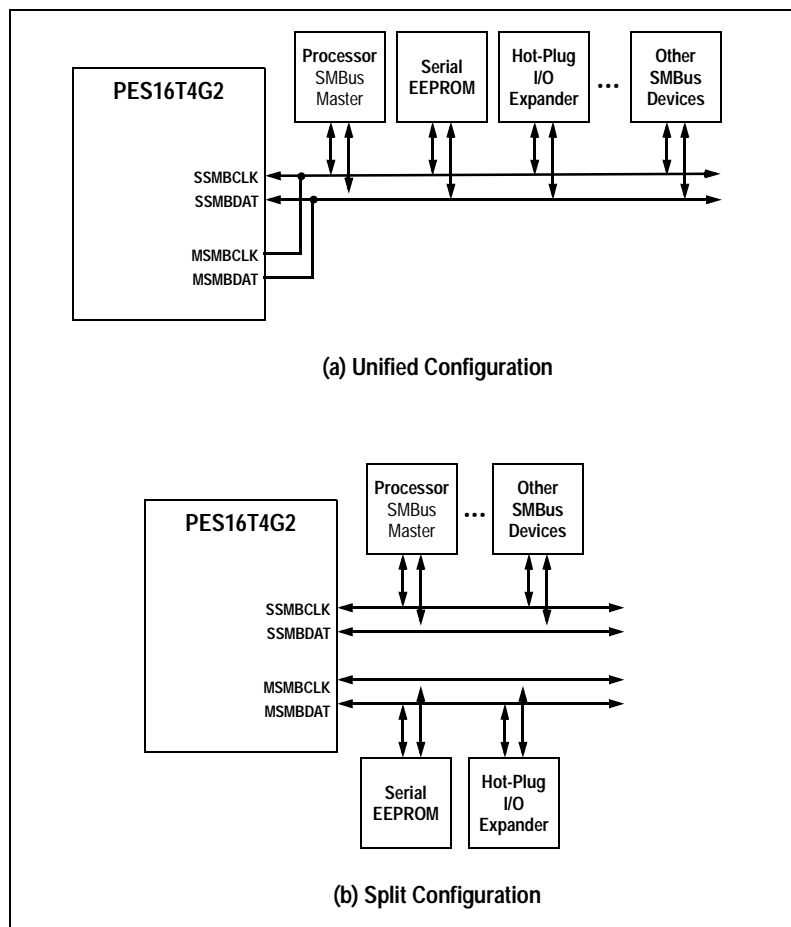 PES16T4G2
Processor
SMBus
Master
Serial
EEPROM
Hot-Plug
I/O
Expander
...
Other
SMBus
Devices
SSMBCLK
SSMBDAT
MSMBCLK
MSMBDAT
(a) Unified Configuration
PES16T4G2
Processor
SMBus
Master
...
Other
SMBus
Devices
SSMBCLK
SSMBDAT
MSMBCLK
MSMBDAT
Serial
EEPROM
Hot-Plug
I/O
Expander
(b) Split Configuration